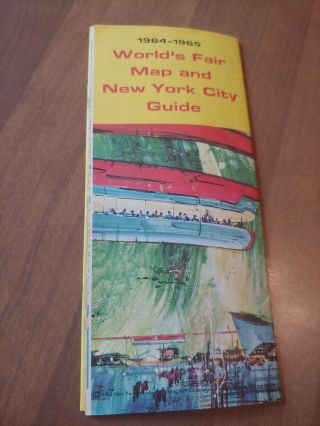 1964-1965
World's Fair
Map and
New York City
Guide